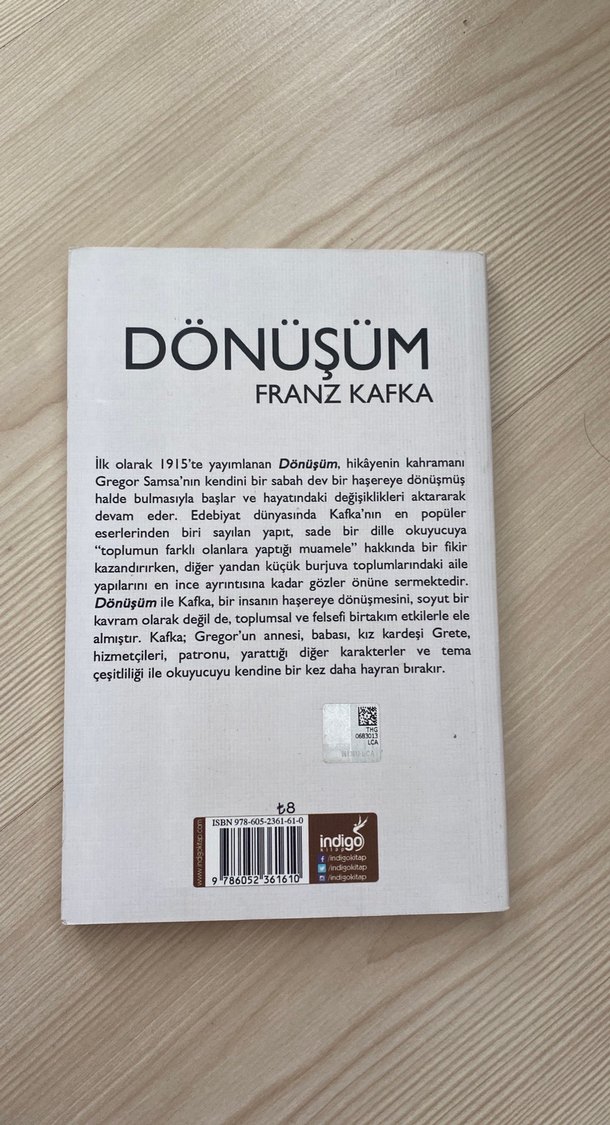 DÖNÜŞÜM
FRANZ KAFKA
İlk olarak 1915'te yayımlanan Dönüşüm, hikâyenin kahramanı
Gregor Samsa'nın kendini bir sabah dev bir haşereye dönüşmüş
halde bulmasıyla başlar ve hayatındaki değişiklikleri aktararak
devam eder. Edebiyat dünyasında Kafka'nın en popüler
eserlerinden biri sayılan yapıt, sade bir dille okuyucuya
“toplumun farklı olanlara yaptığı muamele” hakkında bir fikir
kazandırırken, diğer yandan küçük burjuva toplumlarındaki aile
yapılarını en ince ayrıntısına kadar gözler önüne sermektedir.
Dönüşüm ile Kafka, bir insanın haşereye dönüşmesini, soyut bir
kavram olarak değil de, toplumsal ve felsefi birtakım etkilerle ele
almıştır. Kafka; Gregor'un annesi, babası, kız kardeşi Grete,
hizmetçileri, patronu, yarattığı diğer karakterler ve tema
çeşitliliği ile okuyucuyu kendine bir kez daha hayran bırakır.
THG
0683013
LCA
₺8
www.indigokitap.com
ISBN 978-605-2361-61-0
9 786052 361610
indigo
kitap
/indigokitap
/indigokitap
/indigokitap